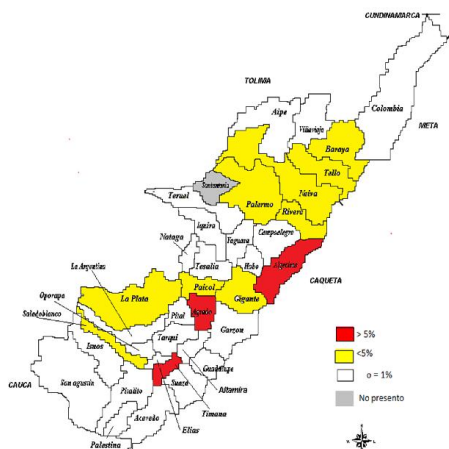 CUNDINAMARCA
Colombia
TOLIMA
Aipe
Villavieja
META
Baraya
Tello
Teruel
Neiva
Palermo
Rivera
Iquira
Campoalegre
Nataga
Yaguara
Tesalia
Hobo
Algeciras
CAQUETA
La Argentina
Paicol
La Plata
Gigante
Agrado
Oporapa
Saladoblanco
Pital
Garzon
Isnos
Tarqui
> 5%
<5%
o = 1%
No presento
CAUCA
San agustin
Guadalupe
Pitalito
Suaza
Altamira
Timana
Acevedo
Elias
Palestina